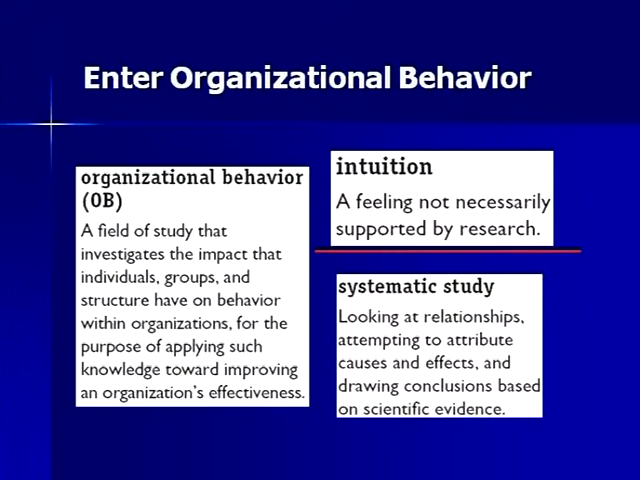 Enter Organizational Behavior
organizational behavior
(OB)
A field of study that
investigates the impact that
individuals, groups, and
structure have on behavior
within organizations, for the
purpose of applying such
knowledge toward improving
an organization's effectiveness.
intuition
A feeling not necessarily
supported by research.
systematic study
Looking at relationships,
attempting to attribute
causes and effects, and
drawing conclusions based
on scientific evidence.